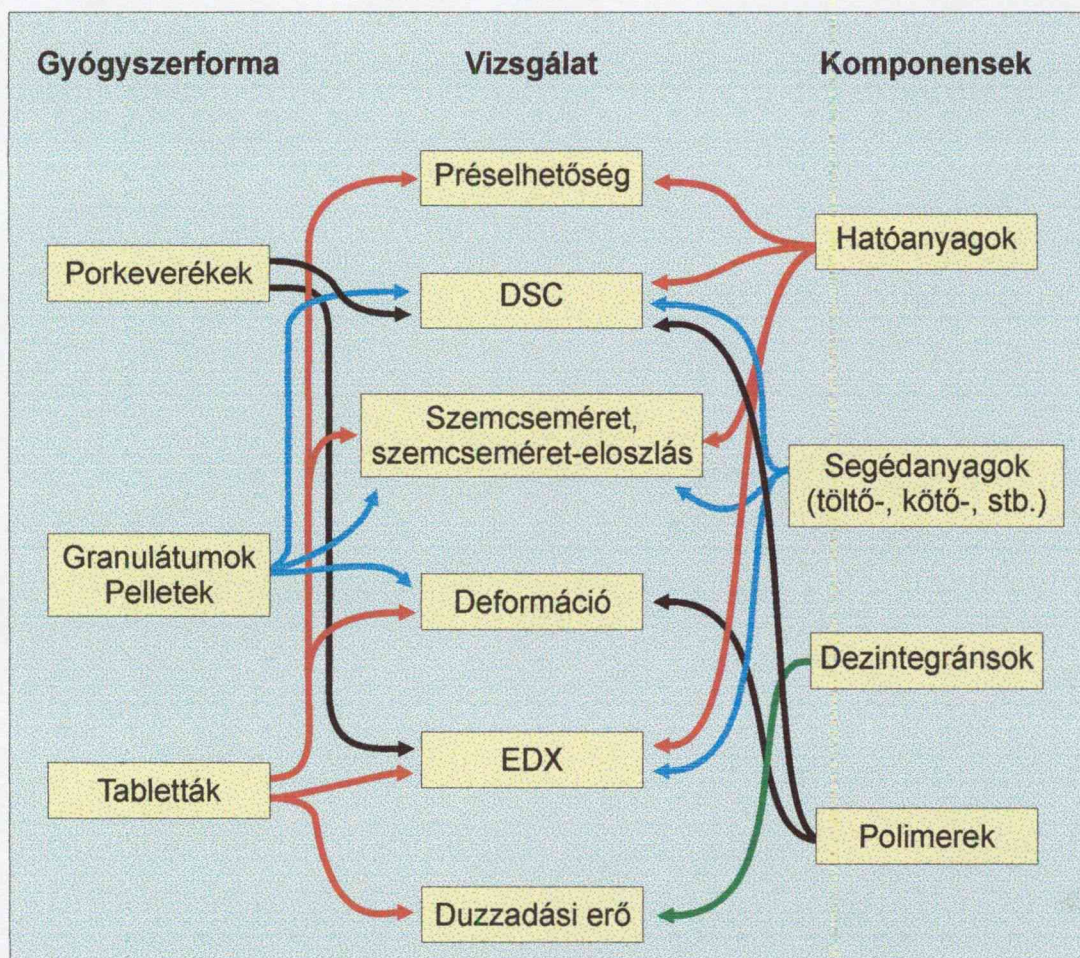 Gyógyszerforma
Vizsgálat
Komponensek
Préselhetőség
Hatóanyagok
Porkeverékek
DSC
Szemcseméret,
szemcseméret-eloszlás
Segédanyagok
(töltő-, kötő-, stb.)
Granulátumok
Pelletek
Deformáció
Dezintegránsok
EDX
Tabletták
Polimerek
Duzzadási erő